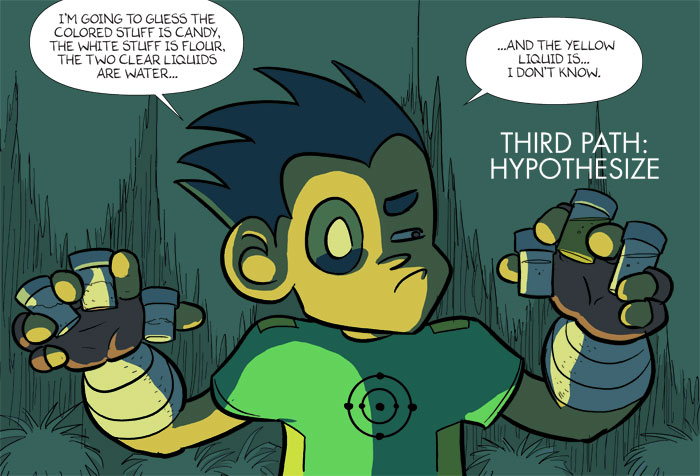 I'M GOING TO GUESS THE
COLORED STUFF IS CANDY,
THE WHITE STUFF IS FLOUR,
THE TWO CLEAR LIQUIDS
ARE WATER...
...AND THE YELLOW
LIQUID IS...
I DON'T KNOW.
THIRD PATH:
HYPOTHESIZE